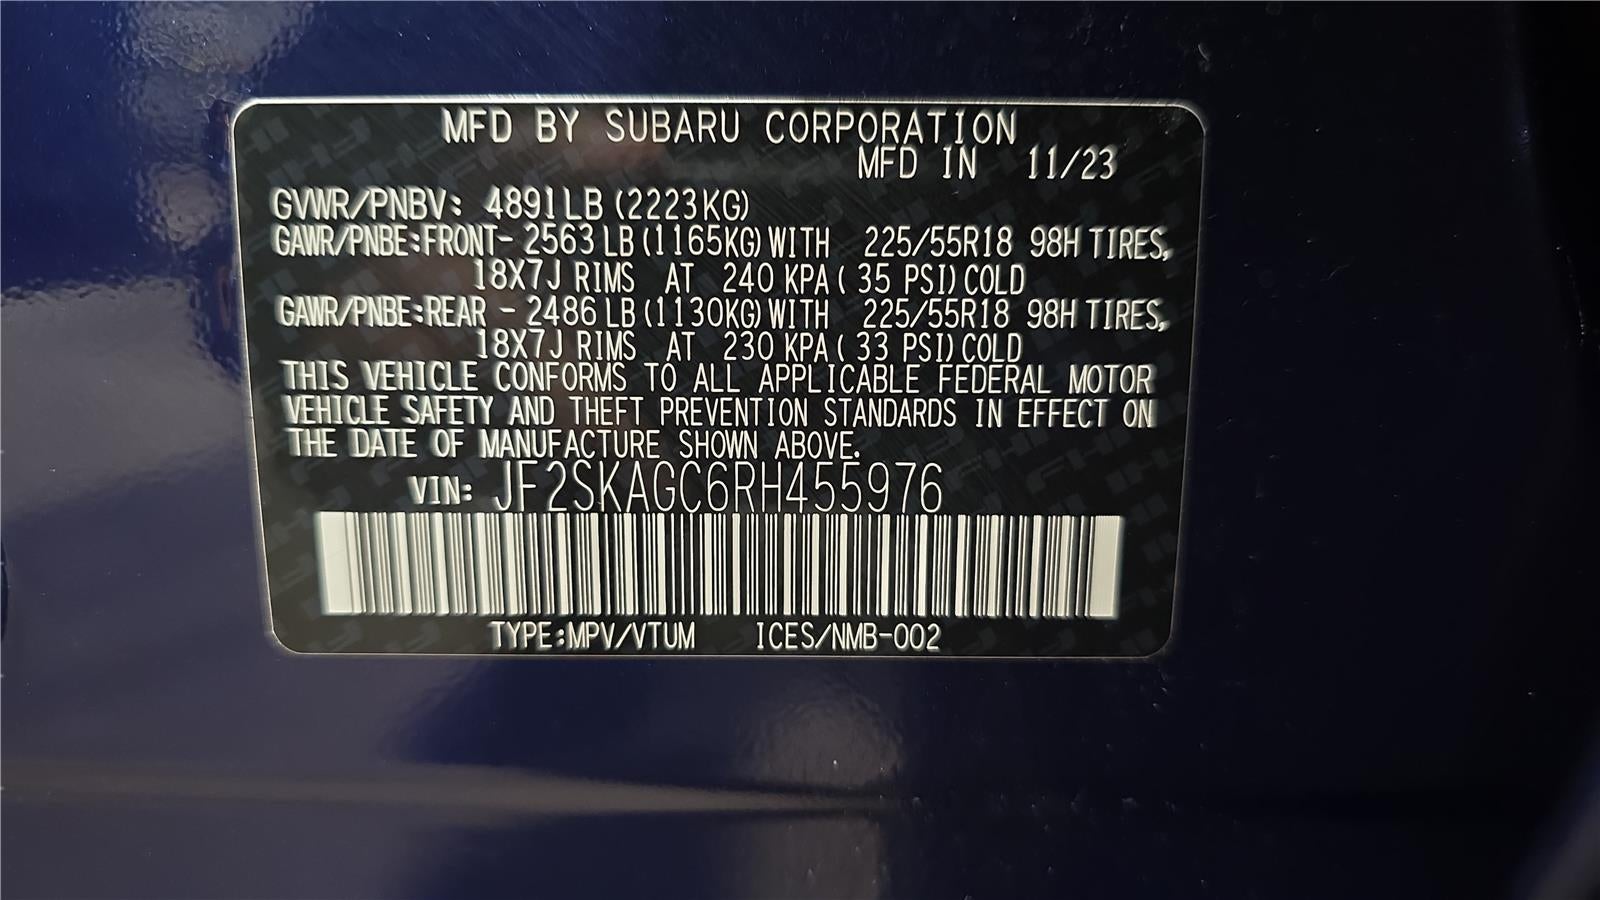 MFD BY SUBARU CORPORATION
MFD IN 11/23
GVWR/PNBV: 4891LB (2223KG)
GAWR/PNBE:FRONT- 2563 LB (1165KG) WITH 225/55R18 98H TIRES,
18X7J RIMS AT 240 KPA ( 35 PSI) COLD
GAWR/PNBE:REAR - 2486 LB (1130KG) WITH 225/55R18 98H TIRES,
18X7J RIMS AT 230 KPA ( 33 PSI) COLD
THIS VEHICLE CONFORMS TO ALL APPLICABLE FEDERAL MOTOR
VEHICLE SAFETY AND THEFT PREVENTION STANDARDS IN EFFECT ON
THE DATE OF MANUFACTURE SHOWN ABOVE.
VIN: JF2SKAGC6RH455976
TYPE:MPV/VTUM ICES/NMB-002